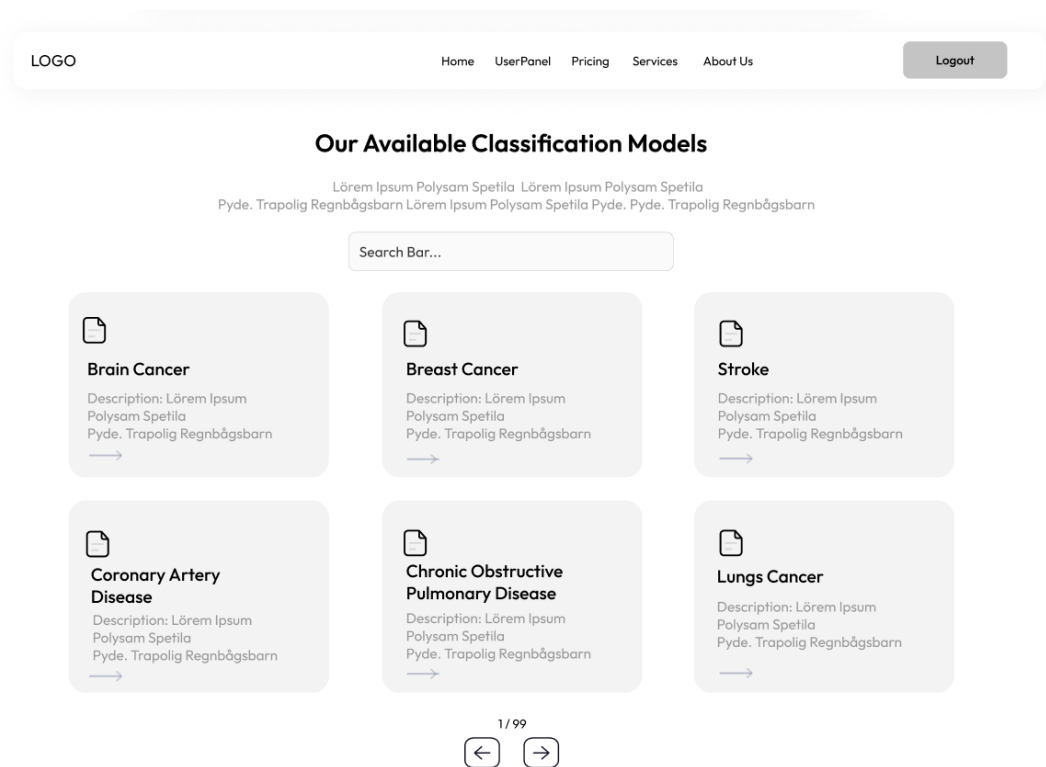 LOGO
Home
UserPanel
Pricing
Services
About Us
Logout
Our Available Classification Models
Lörem Ipsum Polysam Spetila Lörem Ipsum Polysam Spetila
Pyde. Trapolig Regnbågsbarn Lörem Ipsum Polysam Spetila Pyde. Pyde. Trapolig Regnbågsbarn
Search Bar...
Brain Cancer
Description: Lörem Ipsum
Polysam Spetila
Pyde. Trapolig Regnbågsbarn
Breast Cancer
Description: Lörem Ipsum
Polysam Spetila
Pyde. Trapolig Regnbågsbarn
Stroke
Description: Lörem Ipsum
Polysam Spetila
Pyde. Trapolig Regnbågsbarn
Coronary Artery
Disease
Description: Lörem Ipsum
Polysam Spetila
Pyde. Trapolig Regnbågsbarn
Chronic Obstructive
Pulmonary Disease
Description: Lörem Ipsum
Polysam Spetila
Pyde. Trapolig Regnbågsbarn
Lungs Cancer
Description: Lörem Ipsum
Polysam Spetila
Pyde. Trapolig Regnbågsbarn
1 / 99